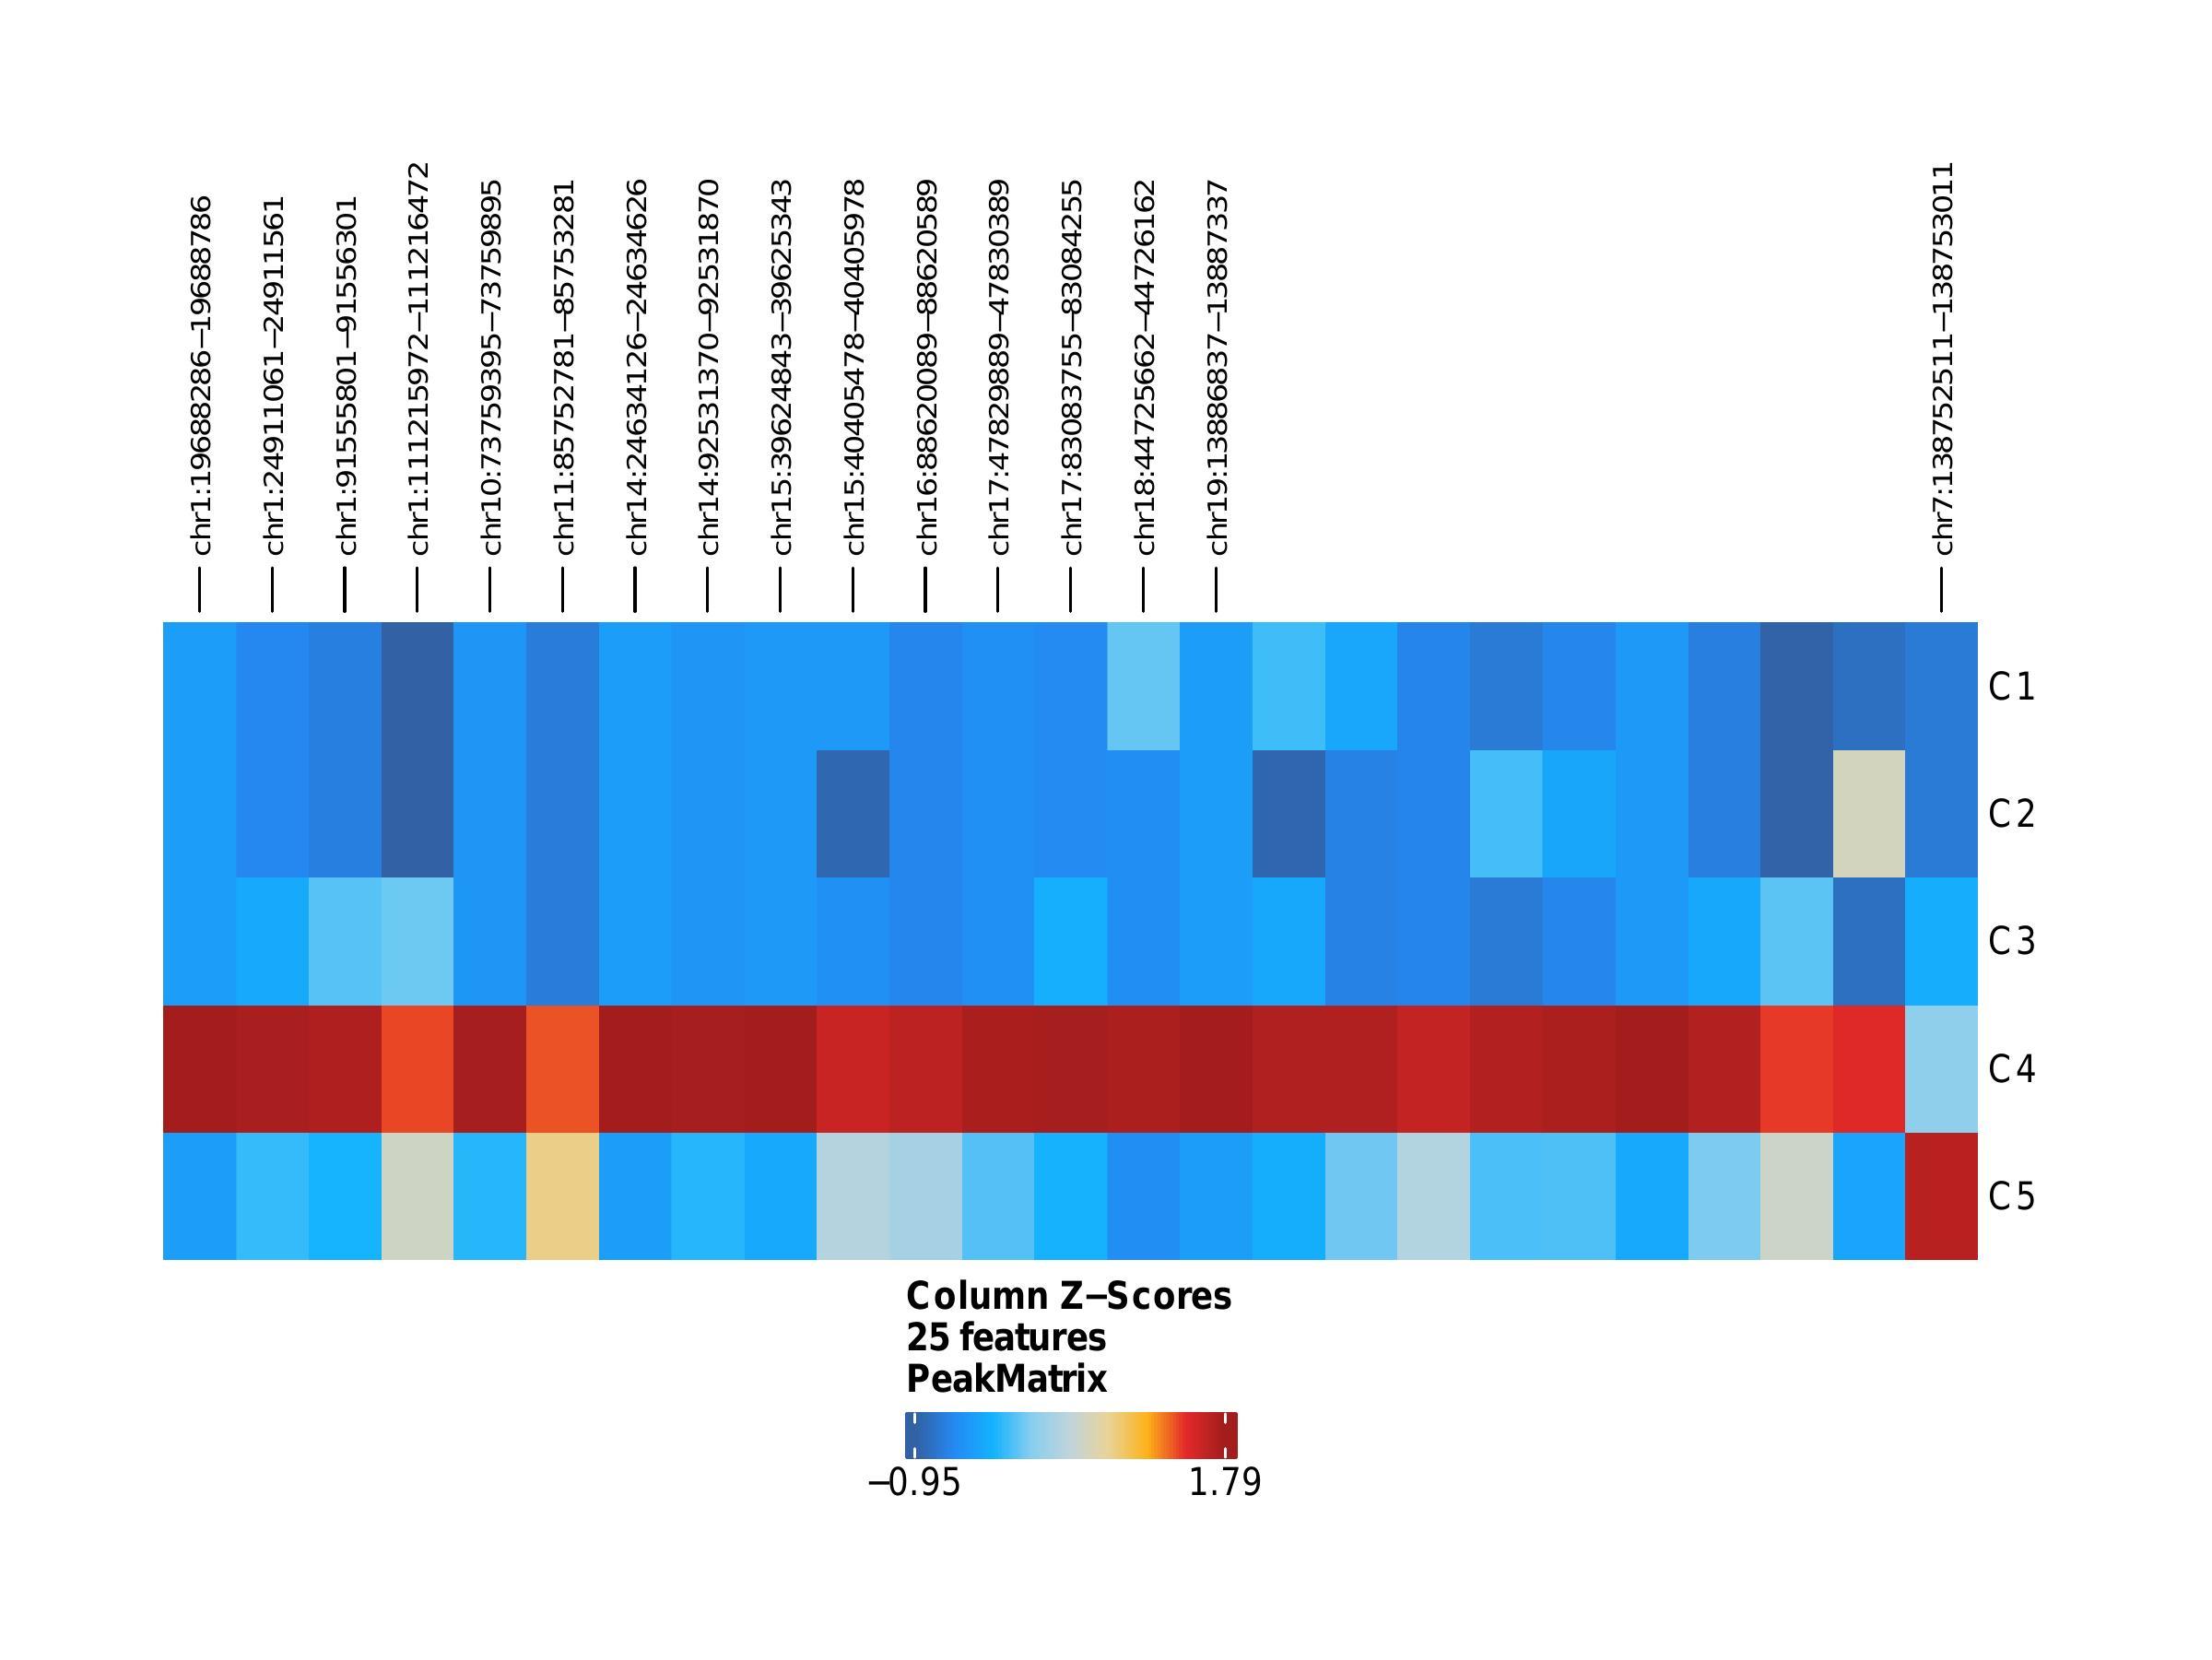 chr1:19688286−19688786
chr1:24911061−24911561
chr1:91555801−91556301
chr1:111215972−111216472
chr10:73759395−73759895
chr11:85752781−85753281
chr14:24634126−24634626
chr14:92531370−92531870
chr15:39624843−39625343
chr15:40405478−40405978
chr16:88620089−88620589
chr17:47829889−47830389
chr17:83083755−83084255
chr18:44725662−44726162
chr19:13886837−13887337
chr7:138752511−138753011
C1
C2
C3
C4
C5
Column Z−Scores
25 features
PeakMatrix
−0.95 1.79